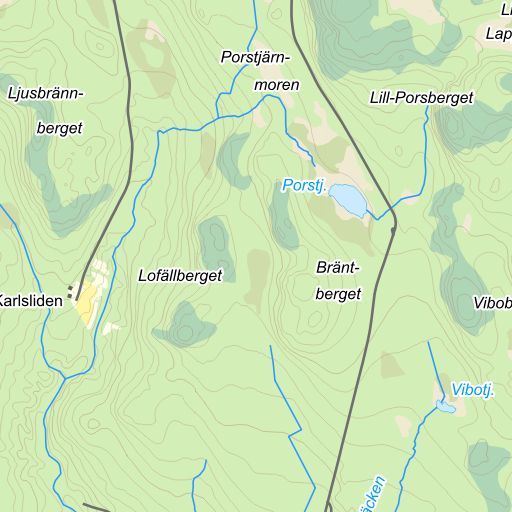 Porstjärn-
moren
Ljusbränn-
berget
Lill-Porsberget
Porstj.
Lofällberget
Bränt-
berget
Karlsliden
Vibotj.